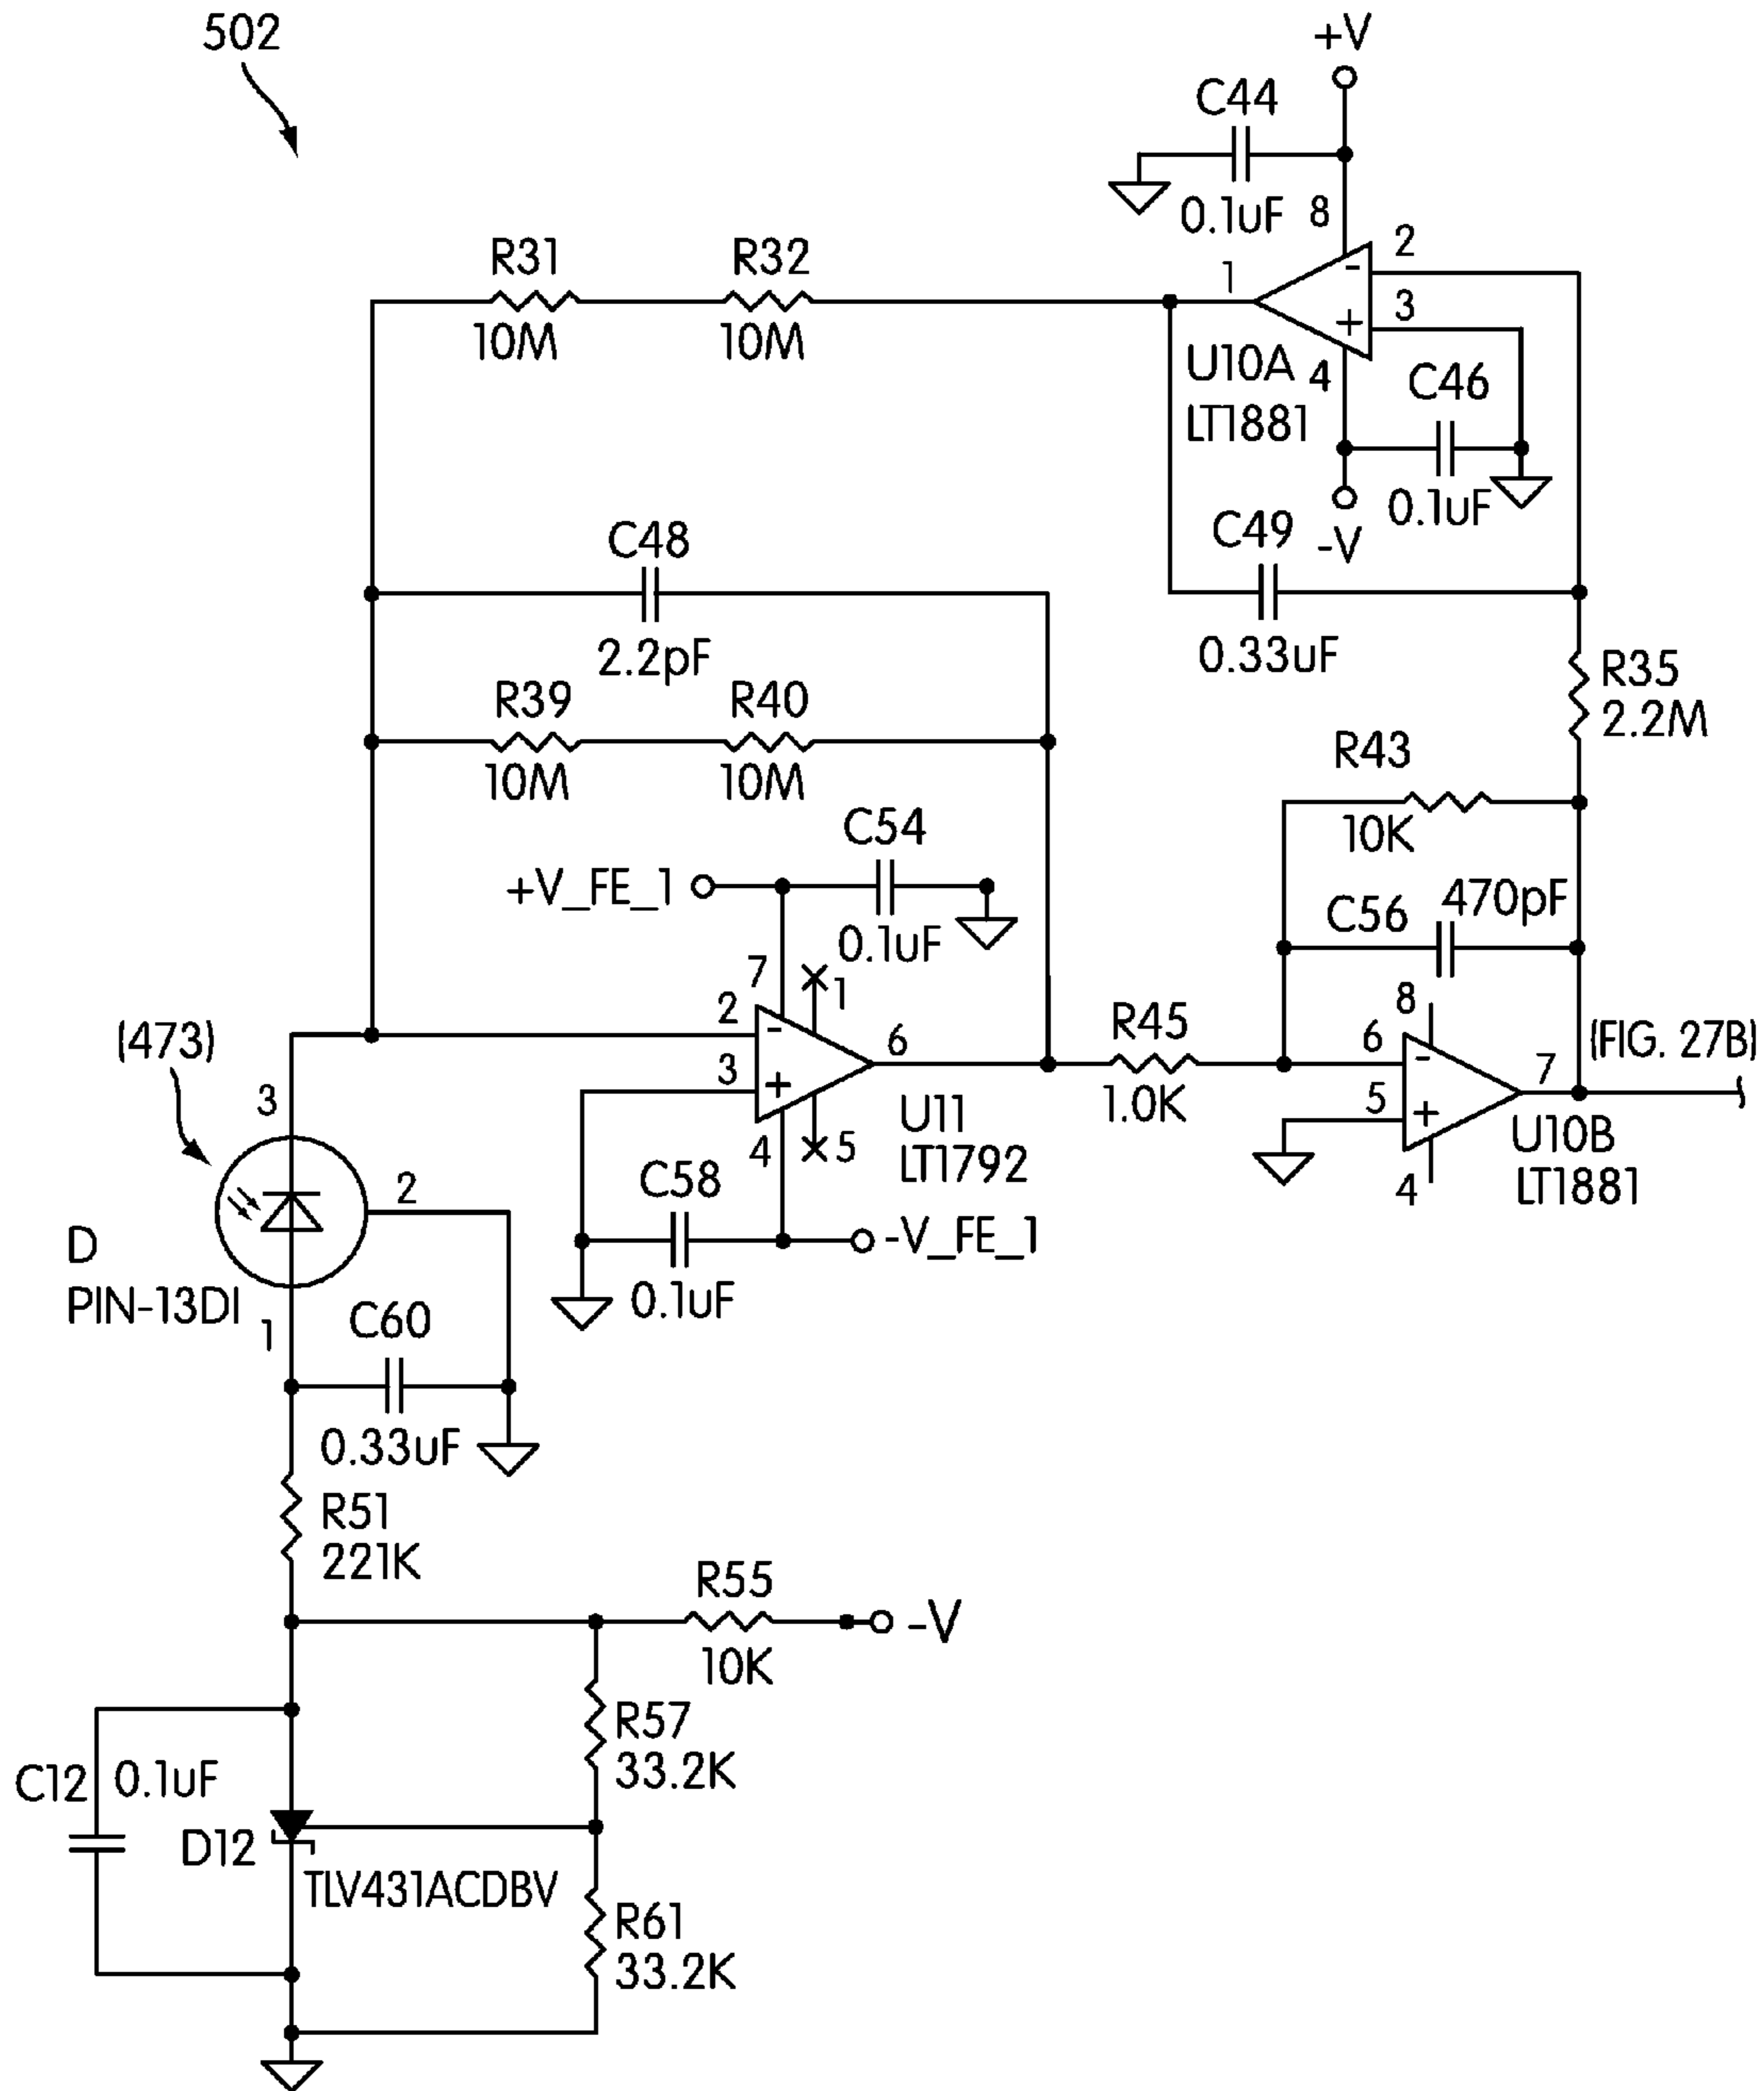 502
+V
C44
0.1uF
8
2
R31
R32
1
-
3
10M
10M
+
U10A
4
C46
LT1881
0.1uF
C48
C49
-V
2.2pF
0.33uF
R35
2.2M
R39
R40
R43
10M
10M
10K
C54
+V_FE_1
C56
470pF
0.1uF
7
1
8
2
-
R45
(473)
6
6
-
(FIG. 27B)
3
+
1.0K
7
3
5
+
U11
U10B
4
5
LT1792
LT1881
C58
4
2
D
-V_FE_1
PIN-13DI
0.1uF
1
C60
0.33uF
R51
221K
R55
-V
10K
R57
33.2K
C12
0.1uF
D12
TLV431ACDBV
R61
33.2K